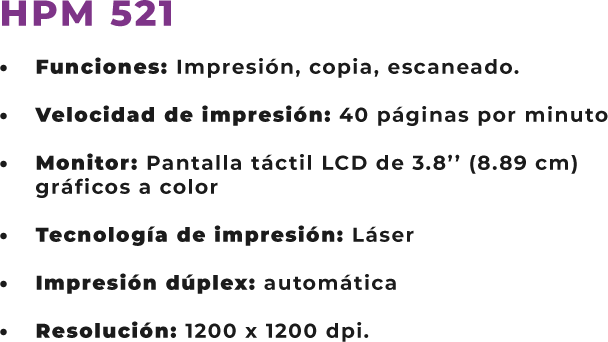 HPM 521
• Funciones: Impresión, copia, escaneado.
• Velocidad de impresión: 40 páginas por minuto
• Monitor: Pantalla táctil LCD de 3.8’’ (8.89 cm)
gráficos a color
• Tecnología de impresión: Láser
• Impresión dúplex: automática
• Resolución: 1200 x 1200 dpi.